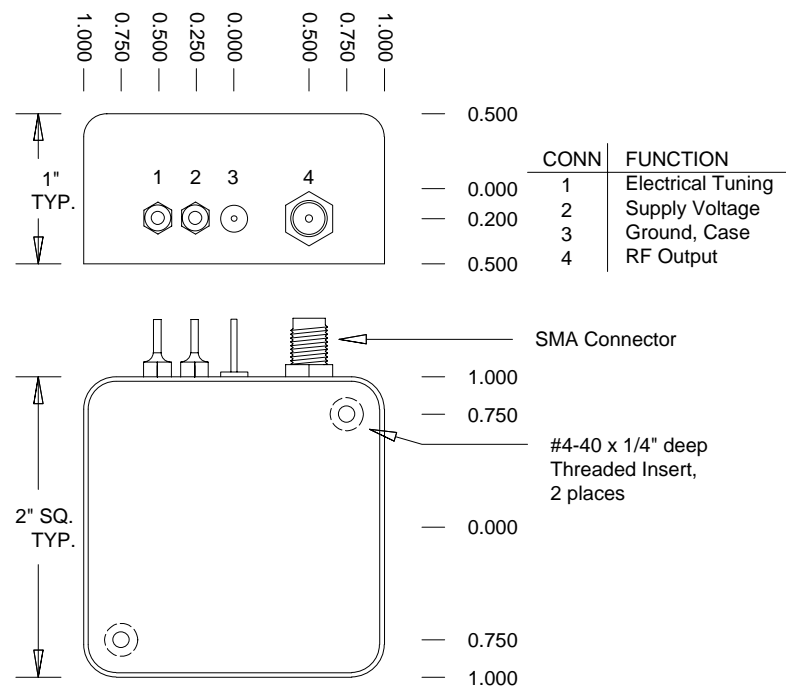 1.000
0.750
0.500
0.250
0.000
0.500
0.750
1.000
0.500
0.000
0.200
0.500
1"
TYP.
1 2 3 4
CONN FUNCTION
1 Electrical Tuning
2 Supply Voltage
3 Ground, Case
4 RF Output
SMA Connector
1.000
0.750
#4-40 x 1/4" deep
Threaded Insert,
2 places
2" SQ.
TYP.
0.000
0.750
1.000